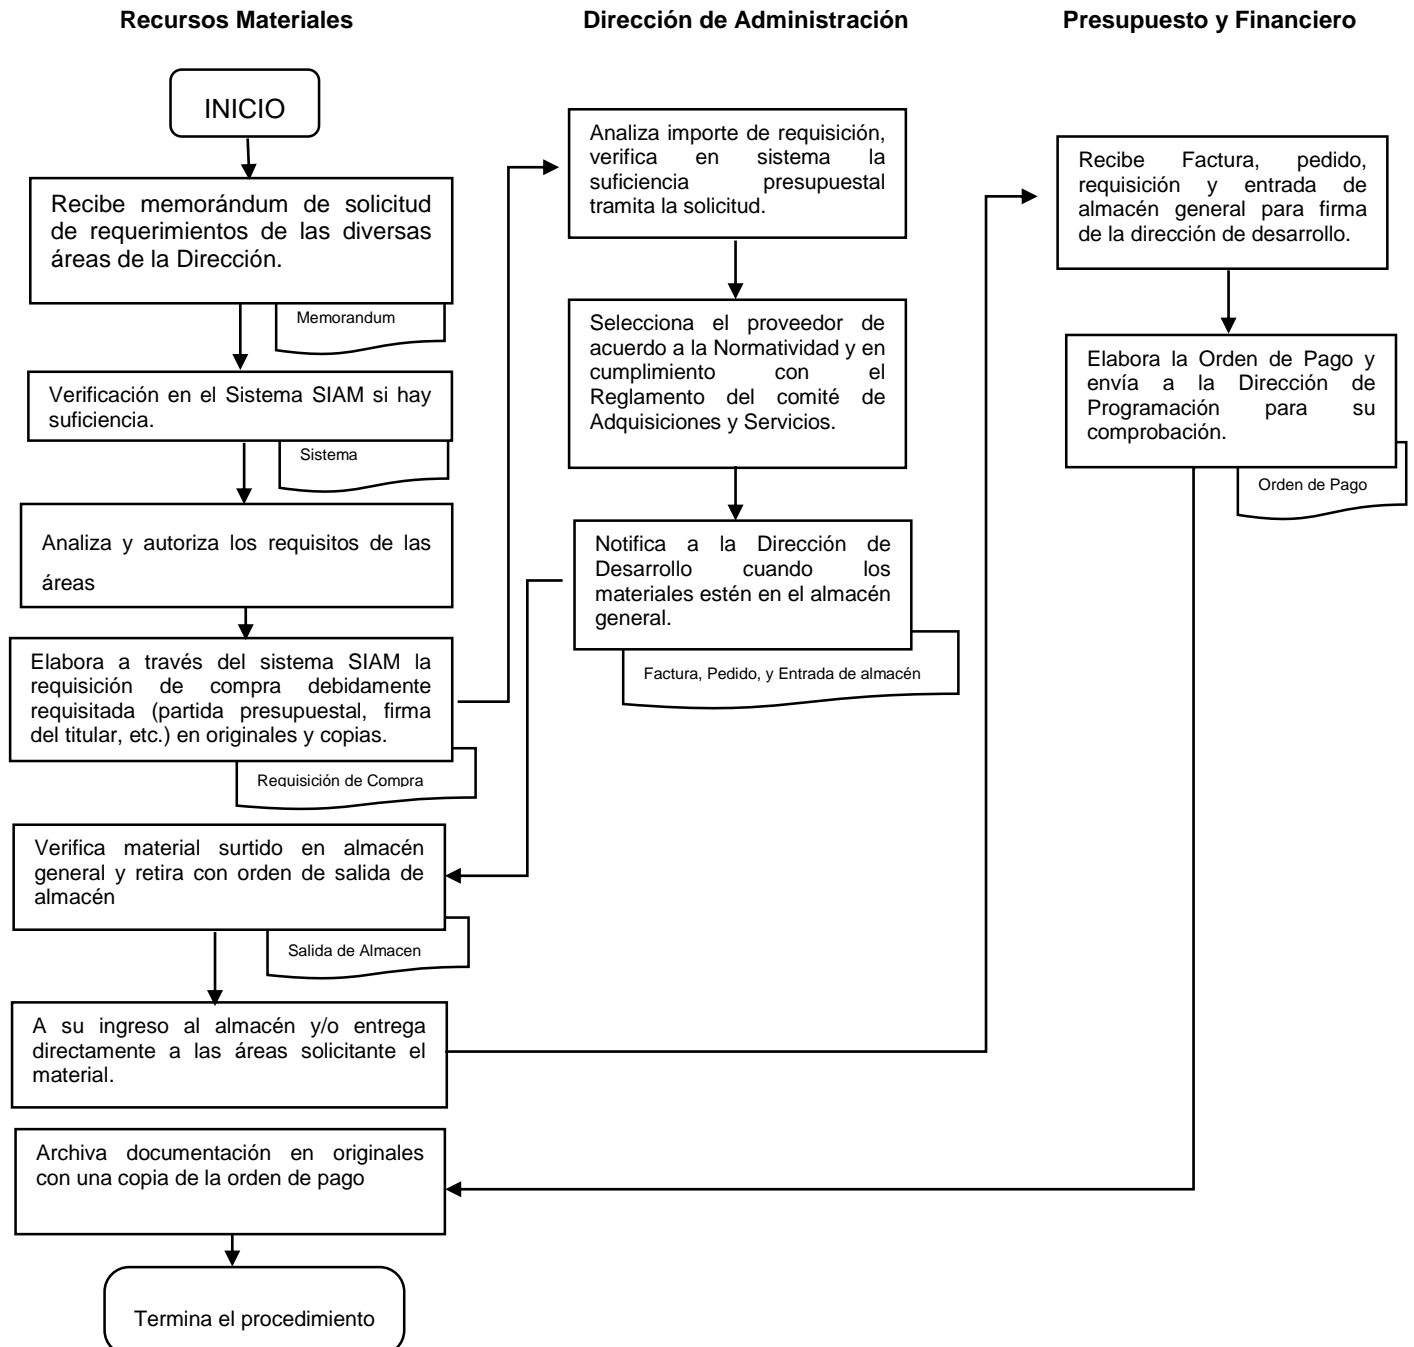 Recursos Materiales
Dirección de Administración
Presupuesto y Financiero
INICIO
Recibe memorándum de solicitud
de requerimientos de las diversas
áreas de la Dirección.
Memorandum
Verificación en el Sistema SIAM si hay
suficiencia.
Sistema
Analiza y autoriza los requisitos de las
áreas
Elabora a través del sistema SIAM la
requisición de compra debidamente
requisitada (partida presupuestal, firma
del titular, etc.) en originales y copias.
Requisición de Compra
Analiza importe de requisición,
verifica en sistema la
suficiencia presupuestal
tramita la solicitud.
Selecciona el proveedor de
acuerdo a la Normatividad y en
cumplimiento con el
Reglamento del comité de
Adquisiciones y Servicios.
Notifica a la Dirección de
Desarrollo cuando los
materiales estén en el almacén
general.
Factura, Pedido, y Entrada de almacén
Verifica material surtido en almacén
general y retira con orden de salida de
almacén
Salida de Almacen
A su ingreso al almacén y/o entrega
directamente a las áreas solicitante el
material.
Recibe Factura, pedido,
requisición y entrada de
almacén general para firma
de la dirección de desarrollo.
Elabora la Orden de Pago y
envía a la Dirección de
Programación para su
comprobación.
Orden de Pago
Archiva documentación en originales
con una copia de la orden de pago
Termina el procedimiento